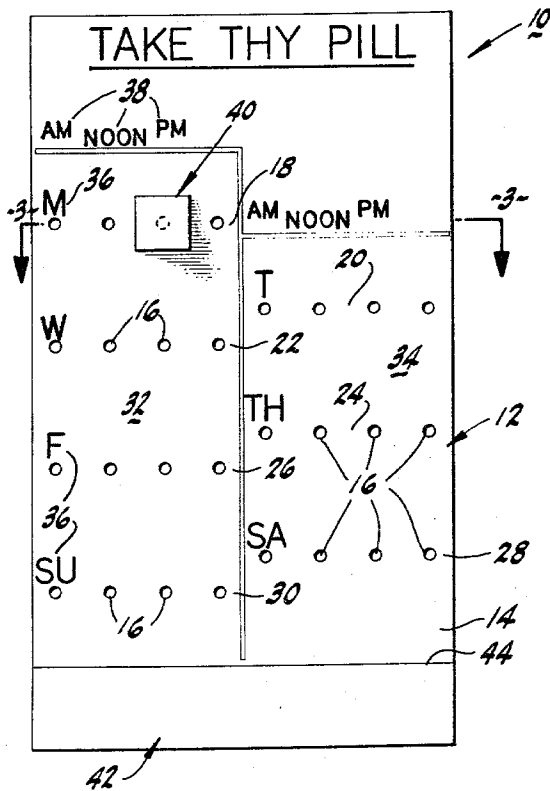 TAKE THY PILL
10
38
AM NOON PM
40
-3- M 36 18 -3-
AM NOON PM
T 20
W 16 22
34
32 TH 24 12
F 26 16
36 SA 28
SU 16 30
14
44
42